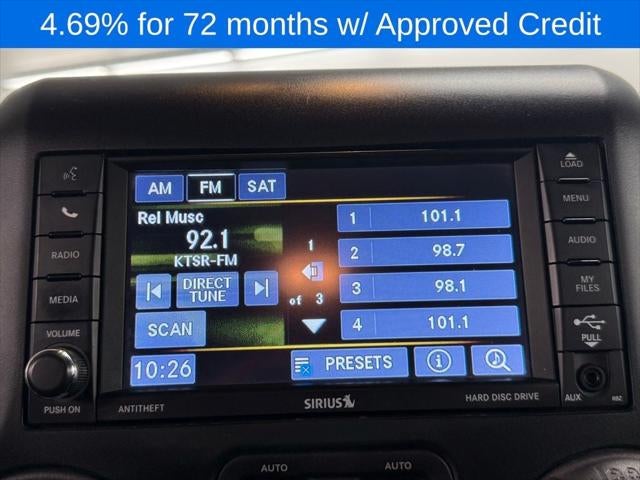 4.69% for 72 months w/ Approved Credit
LOAD
AM FM SAT
MENU
RADIO
Rel Musc
92.1
KTSR-FM
1 101.1
2 98.7
3 98.1
4 101.1
1
of 3
AUDIO
DIRECT
TUNE
MY
FILES
MEDIA
SCAN
VOLUME
PULL
10:26
PRESETS
PUSH ON
ANTITHEFT
SIRIUS
HARD DISC DRIVE
AUX
RBZ
AUTO
AUTO